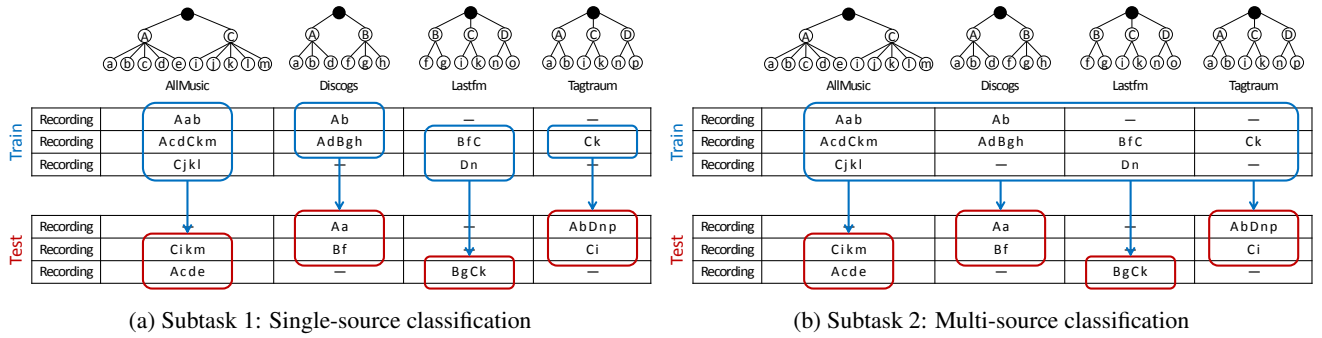 A C A B B C D A C D A C A B B C D A C D
a b c d e i j k l m a b d f g h f g i k n o a b i k n p a b c d e i j k l m a b d f g h f g i k n o a b i k n p
AllMusic Discogs Lastfm Tagtraum AllMusic Discogs Lastfm Tagtraum
Train Recording Aab Ab — — Train Recording Aab Ab — —
Recording AcdCkm AdBgh BfC Ck Recording AcdCkm AdBgh BfC Ck
Recording Cjkl — Dn — Recording Cjkl — Dn —
Test Recording — Aa — AbDnp Test Recording — Aa — AbDnp
Recording Cikm Bf — Ci Recording Cikm Bf — Ci
Recording Acde — BgCk — Recording Acde — BgCk —
(a) Subtask 1: Single-source classification (b) Subtask 2: Multi-source classification